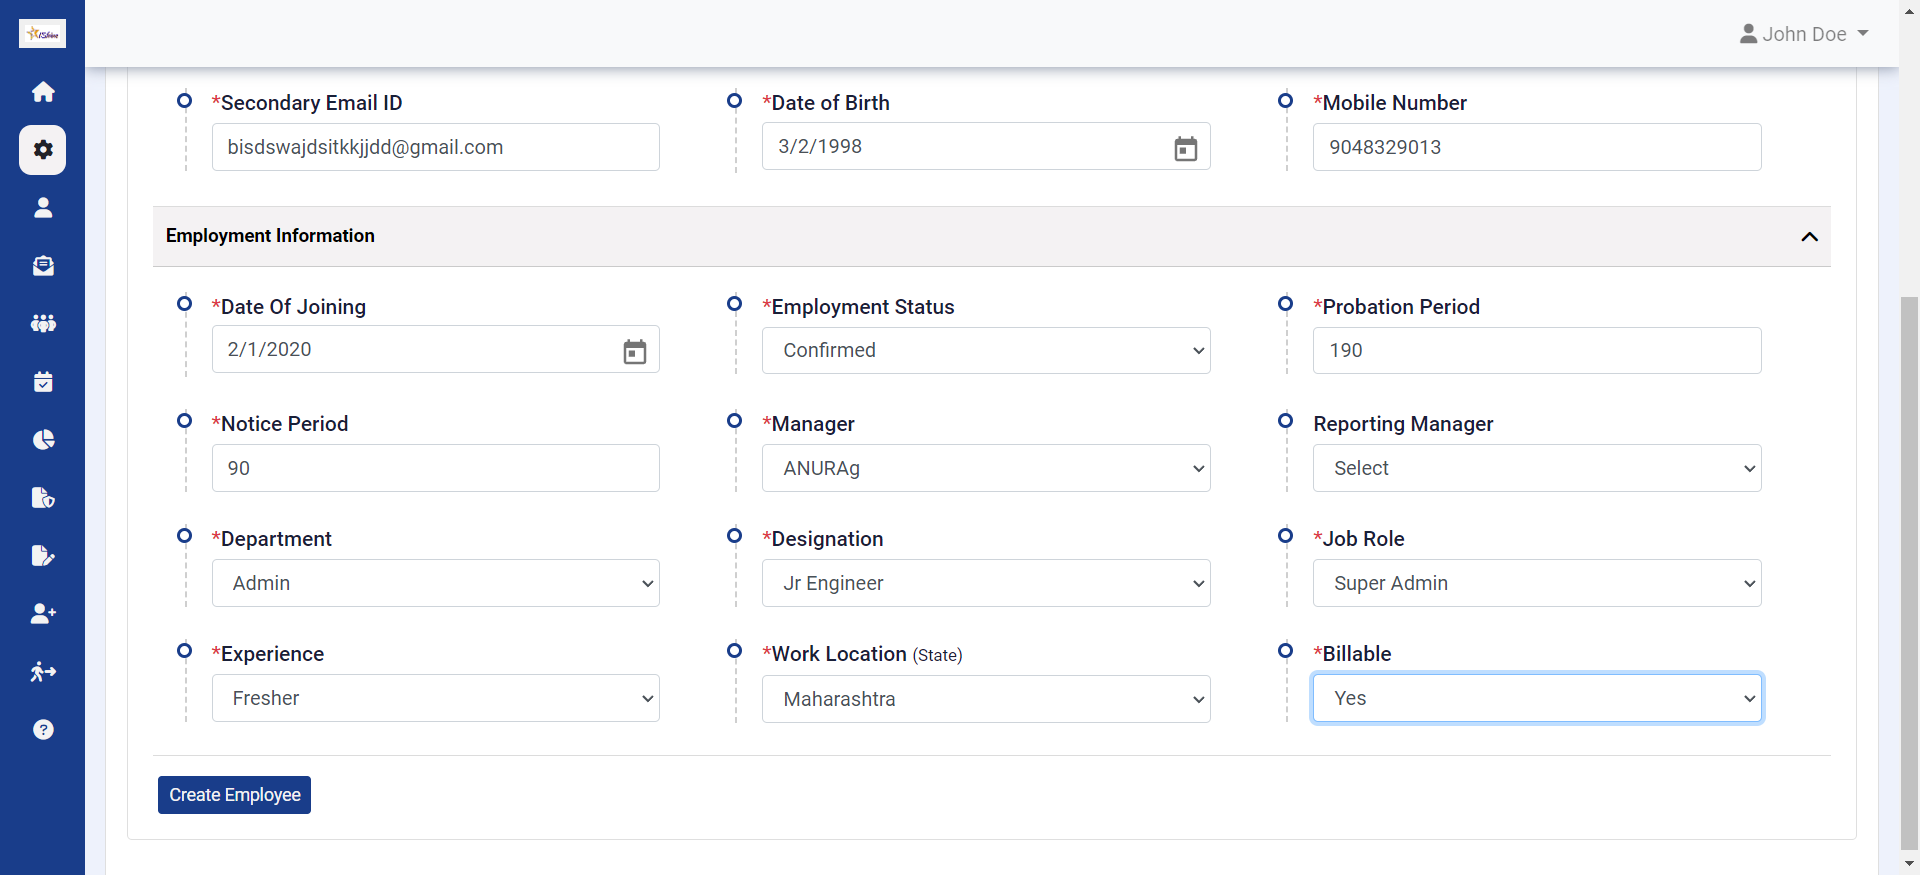 iShine
John Doe
*Secondary Email ID
*Date of Birth
*Mobile Number
bisdswajdsitkkjjdd@gmail.com
3/2/1998
9048329013
Employment Information
*Date Of Joining
*Employment Status
*Probation Period
2/1/2020
Confirmed
190
*Notice Period
*Manager
Reporting Manager
90
ANURAg
Select
*Department
*Designation
*Job Role
Admin
Jr Engineer
Super Admin
*Experience
*Work Location (State)
*Billable
Fresher
Maharashtra
Yes
Create Employee